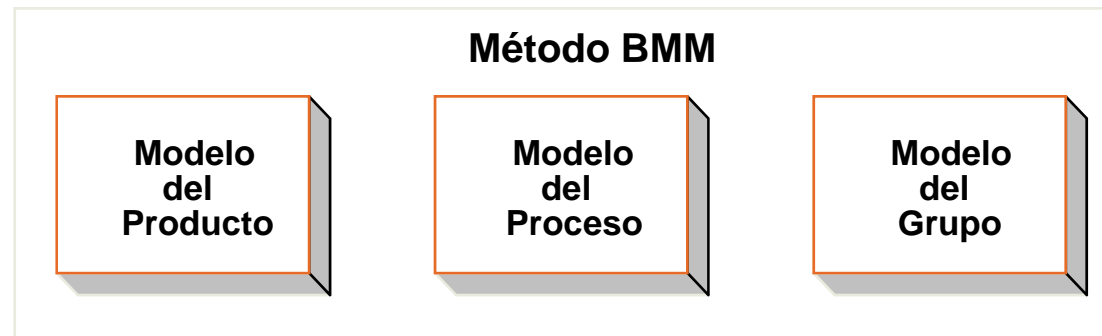 Método BMM
Modelo
del
Producto
Modelo
del
Proceso
Modelo
del
Grupo